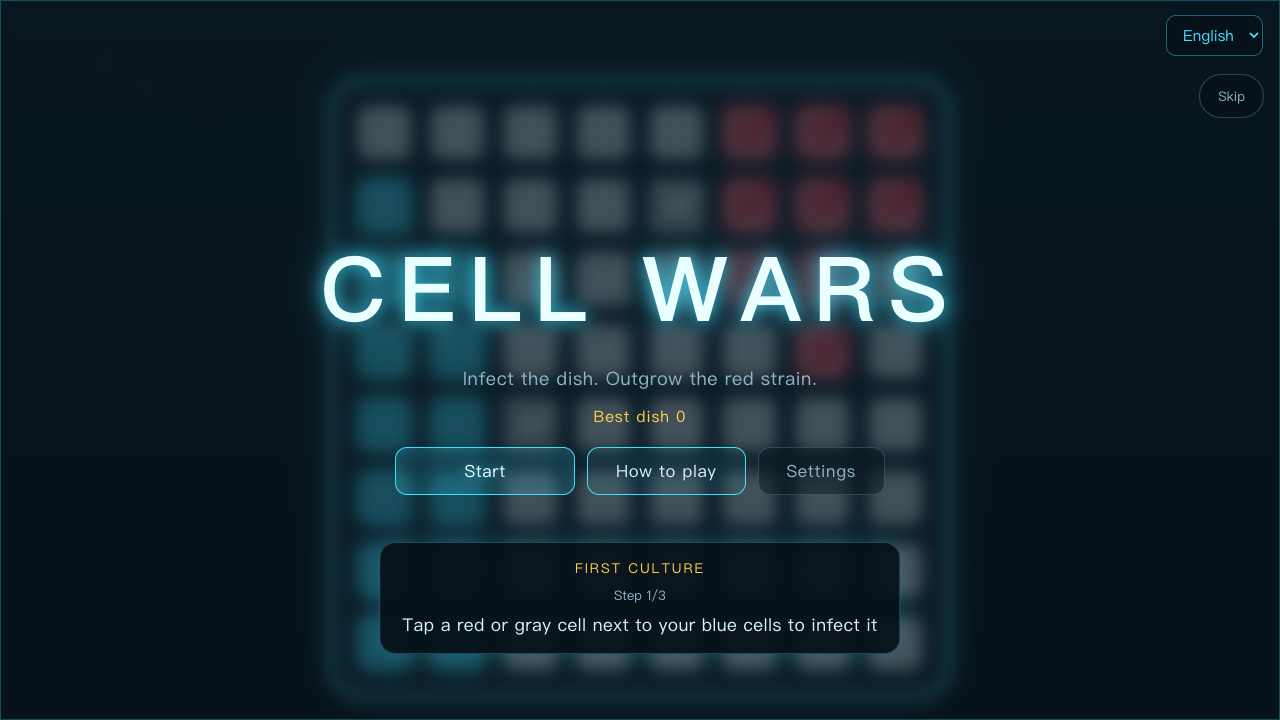 English
Skip
CELL WARS
Infect the dish. Outgrow the red strain.
Best dish 0
Start
How to play
Settings
FIRST CULTURE
Step 1/3
Tap a red or gray cell next to your blue cells to infect it